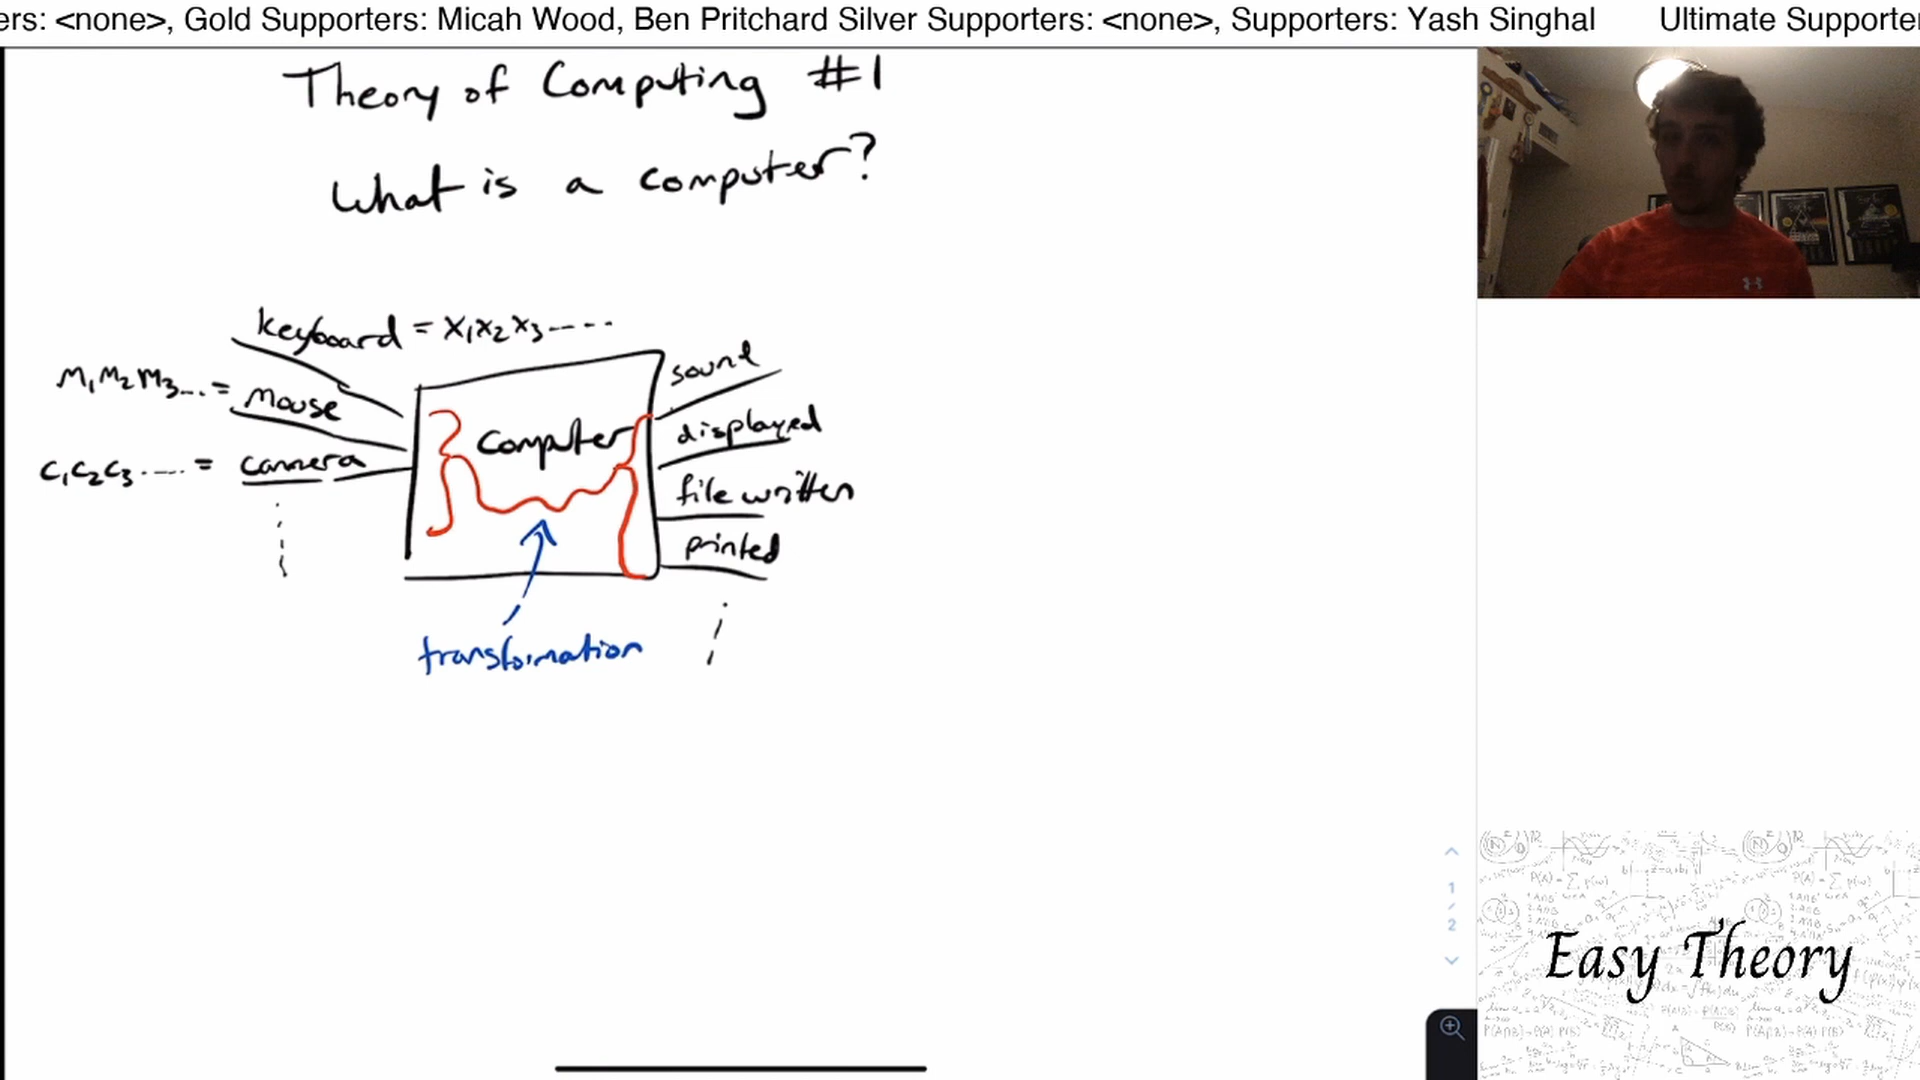 ers: <none>, Gold Supporters: Micah Wood, Ben Pritchard Silver Supporters: <none>, Supporters: Yash Singhal Ultimate Supporte
Theory of Computing #1
What is a computer?
keyboard = x₁x₂x₃----
M₁M₂M₃... = Mouse
C₁C₂C₃..... = camera
Computer
sound
displayed
file written
printed
transformation
1
2
Easy Theory